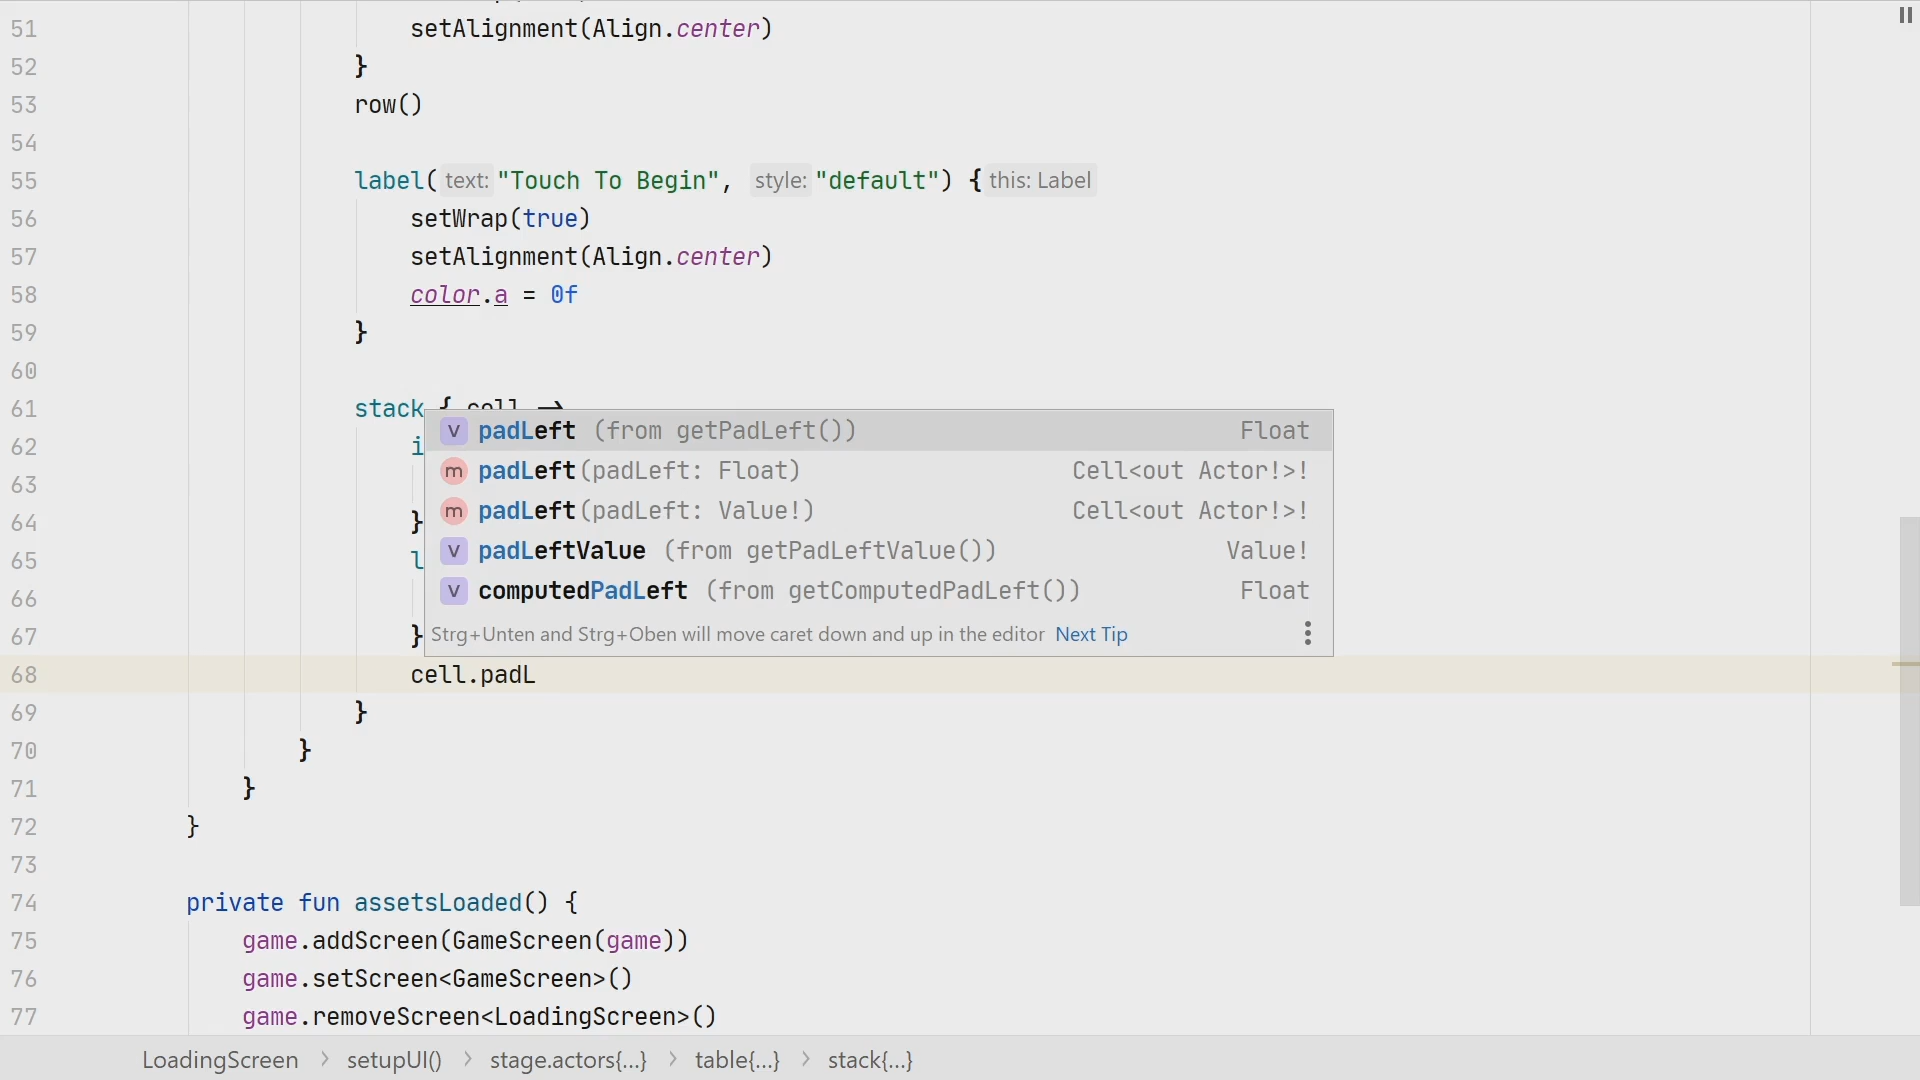 51 setAlignment(Align.center)
52 }
53 row()
54
55 label( text: "Touch To Begin", style: "default") { this: Label
56 setWrap(true)
57 setAlignment(Align.center)
58 color.a = 0f
59 }
60
61 stack { cell ->
v padLeft (from getPadLeft()) Float
62 i
m padLeft(padLeft: Float) Cell<out Actor!>!
63
m padLeft(padLeft: Value!) Cell<out Actor!>!
64 }
v padLeftValue (from getPadLeftValue()) Value!
65 l
v computedPadLeft (from getComputedPadLeft()) Float
66
67 }
Strg+Unten and Strg+Oben will move caret down and up in the editor Next Tip
68 cell.padL
69 }
70 }
71 }
72 }
73
74 private fun assetsLoaded() {
75 game.addScreen(GameScreen(game))
76 game.setScreen<GameScreen>()
77 game.removeScreen<LoadingScreen>()
LoadingScreen > setupUI() > stage.actors{...} > table{...} > stack{...}